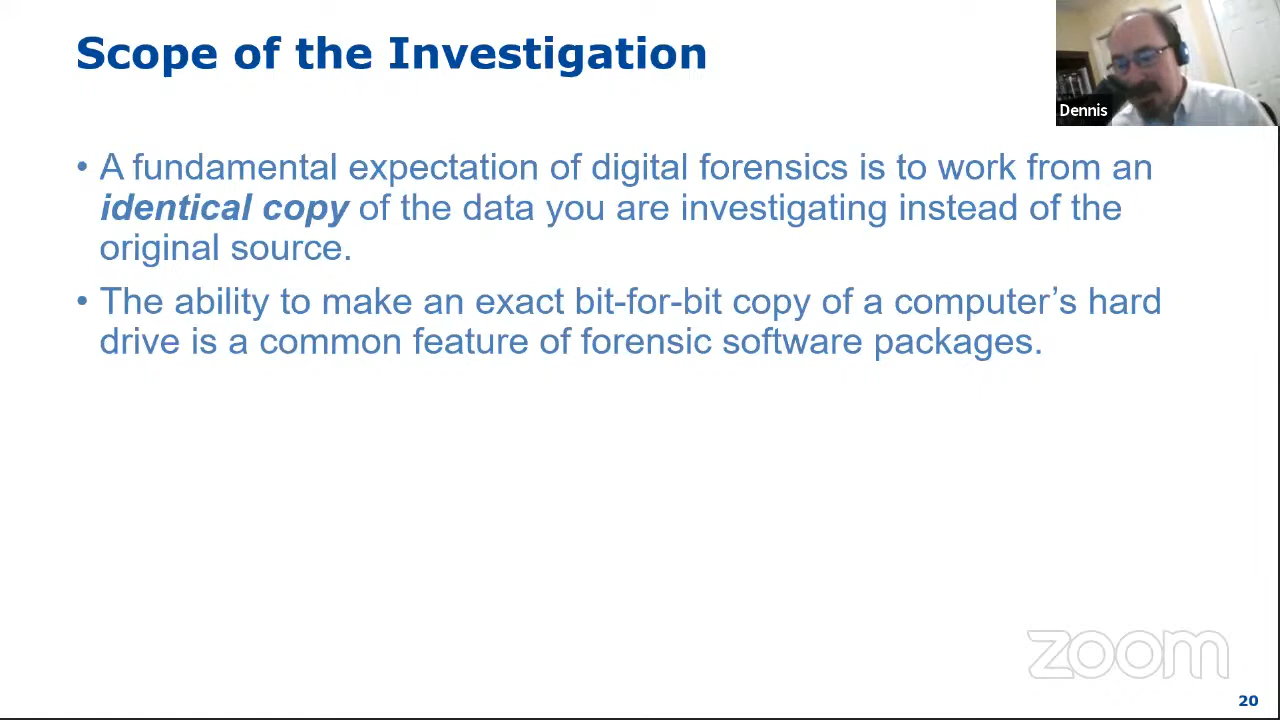 Scope of the Investigation
Dennis
• A fundamental expectation of digital forensics is to work from an
identical copy of the data you are investigating instead of the
original source.
• The ability to make an exact bit-for-bit copy of a computer’s hard
drive is a common feature of forensic software packages.
zoom
20